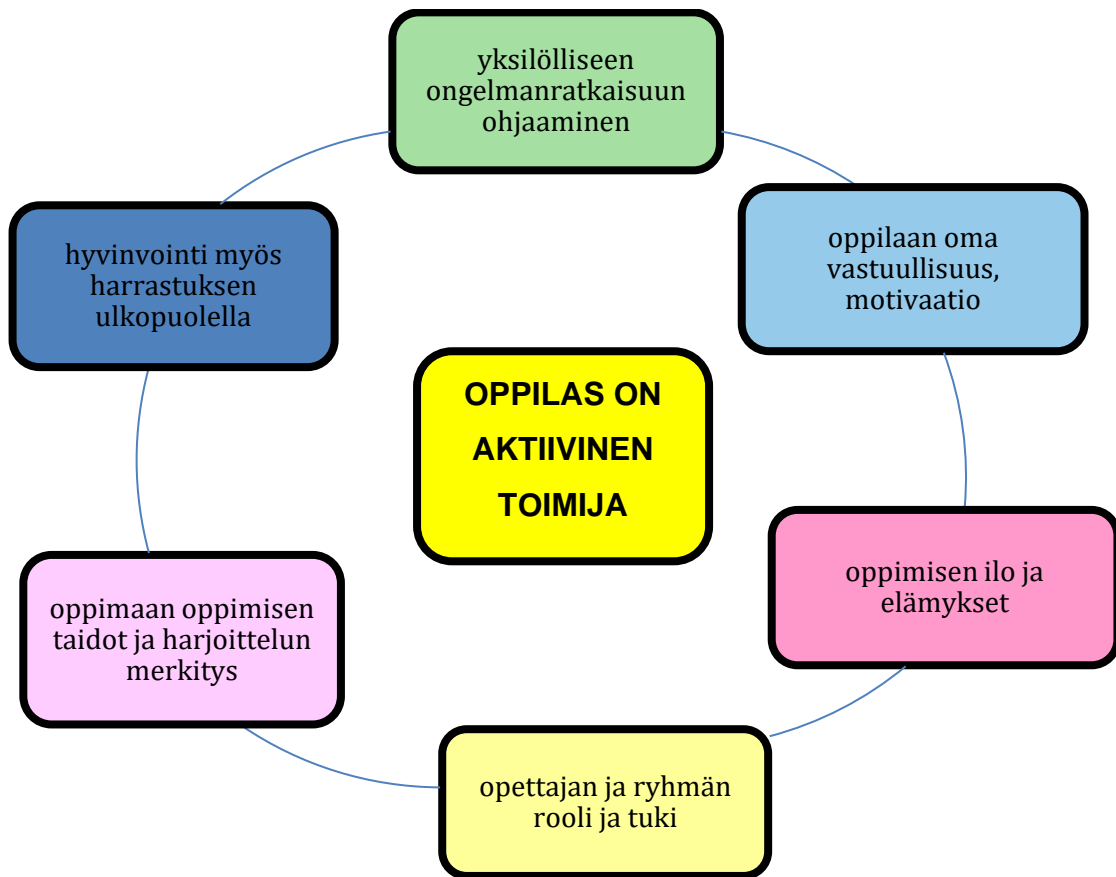 yksilölliseen
ongelmanratkaisuun
ohjaaminen
oppilaan oma
vastuullisuus,
motivaatio
oppimisen ilo ja
elämykset
opettajan ja ryhmän
rooli ja tuki
oppimaan oppimisen
taidot ja harjoittelun
merkitys
hyvinvointi myös
harrastuksen
ulkopuolella
OPPILAS ON
AKTIIVINEN
TOIMIJA